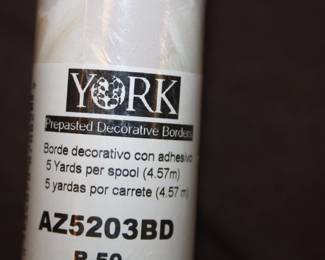 YORK
Prepasted Decorative Borders
Borde decorativo con adhesivo
5 Yards per spool (4.57m)
5 yardas por carrete (4.57 m)
AZ5203BD